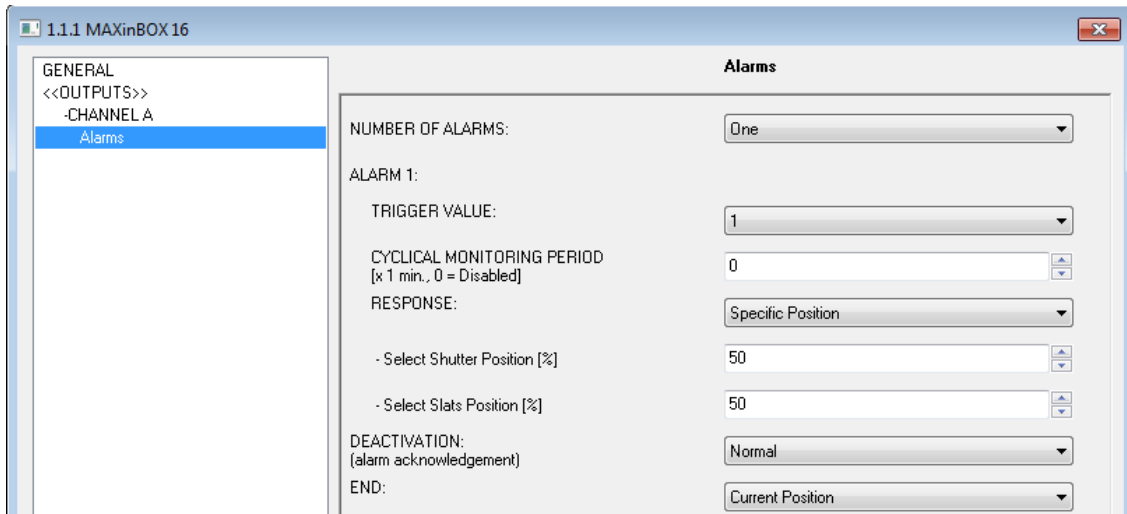 1.1.1 MAXinBOX 16
GENERAL
<<OUTPUTS>>
-CHANNEL A
Alarms
Alarms
NUMBER OF ALARMS:
One
ALARM 1:
TRIGGER VALUE:
1
CYCLICAL MONITORING PERIOD
[x 1 min., 0 = Disabled]
0
RESPONSE:
Specific Position
- Select Shutter Position [%]
50
- Select Slats Position [%]
50
DEACTIVATION:
(alarm acknowledgement)
Normal
END:
Current Position